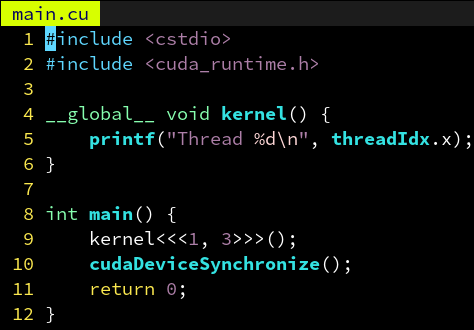 main.cu
1 #include <cstdio>
2 #include <cuda_runtime.h>
3
4 __global__ void kernel() {
5     printf("Thread %d\n", threadIdx.x);
6 }
7
8 int main() {
9     kernel<<<1, 3>>>();
10     cudaDeviceSynchronize();
11     return 0;
12 }